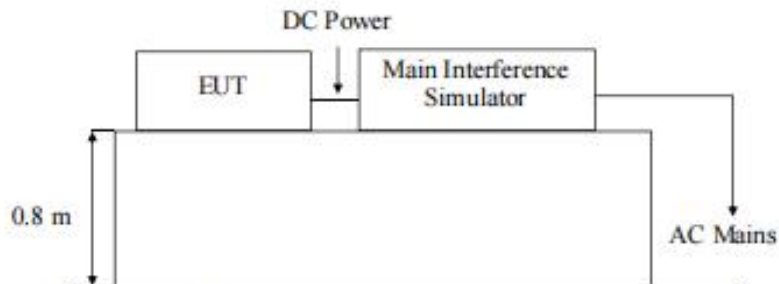 DC Power
EUT
Main Interference
Simulator
0.8 m
AC Mains